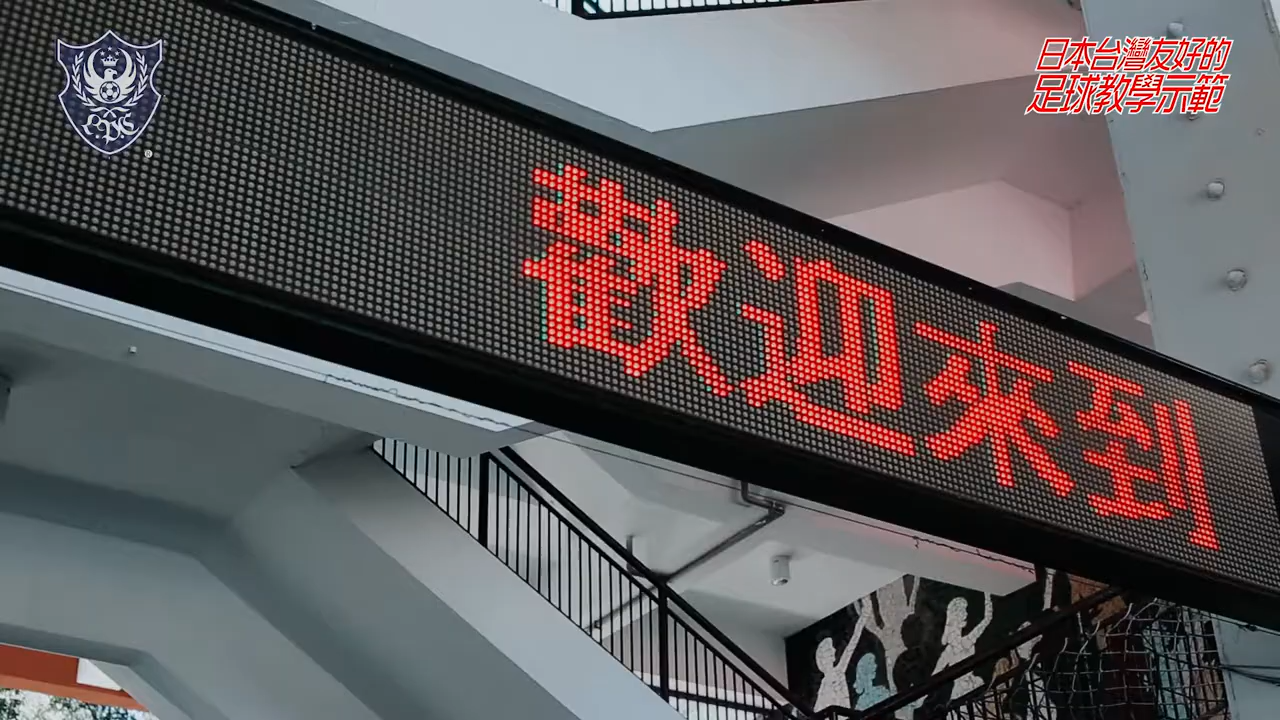 日本台灣友好的
足球教學示範
歡迎來到